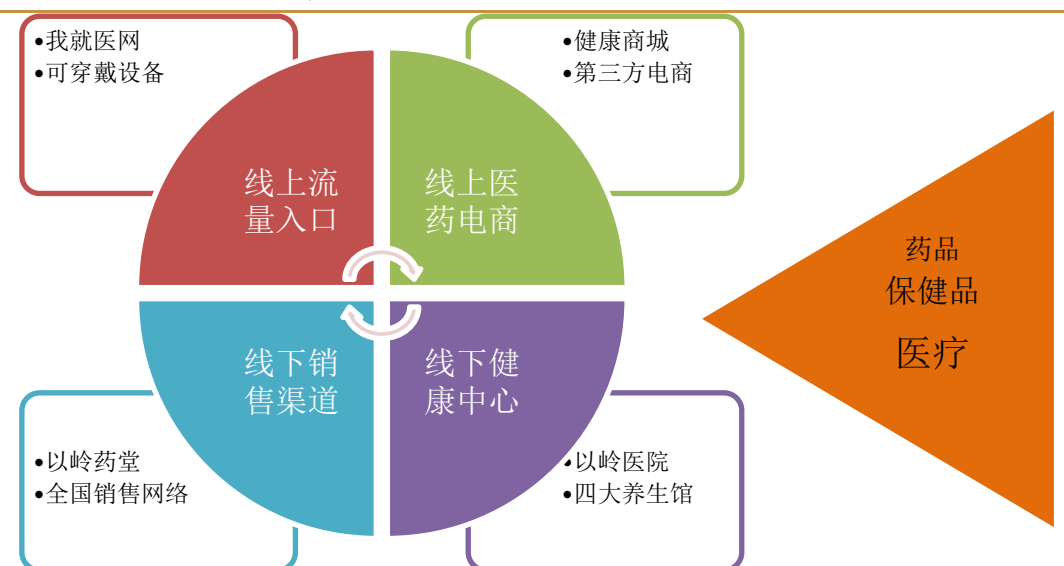 •我就医网
•可穿戴设备
•健康商城
•第三方电商
线上流
量入口
线上医
药电商
线下销
售渠道
线下健
康中心
•以岭药堂
•全国销售网络
•以岭医院
•四大养生馆
药品
保健品
医疗